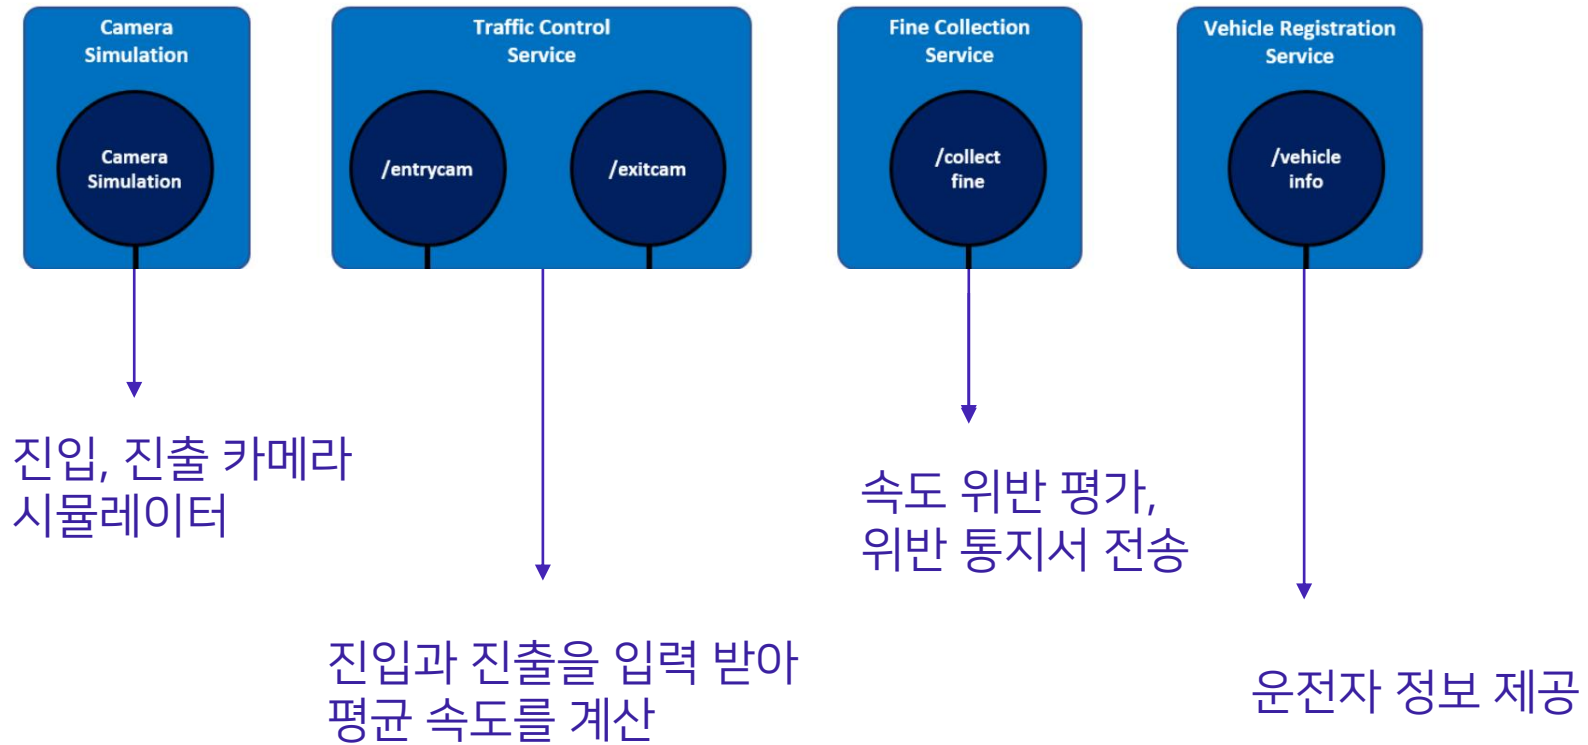 Camera
Simulation
Camera
Simulation
Traffic Control
Service
/entrycam
/exitcam
Fine Collection
Service
/collect
fine
Vehicle Registration
Service
/vehicle
info
진입, 진출 카메라
시뮬레이터
진입과 진출을 입력 받아
평균 속도를 계산
속도 위반 평가,
위반 통지서 전송
운전자 정보 제공